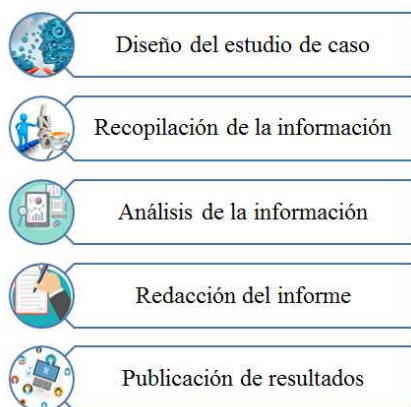 Diseño del estudio de caso
Recopilación de la información
Análisis de la información
Redacción del informe
Publicación de resultados